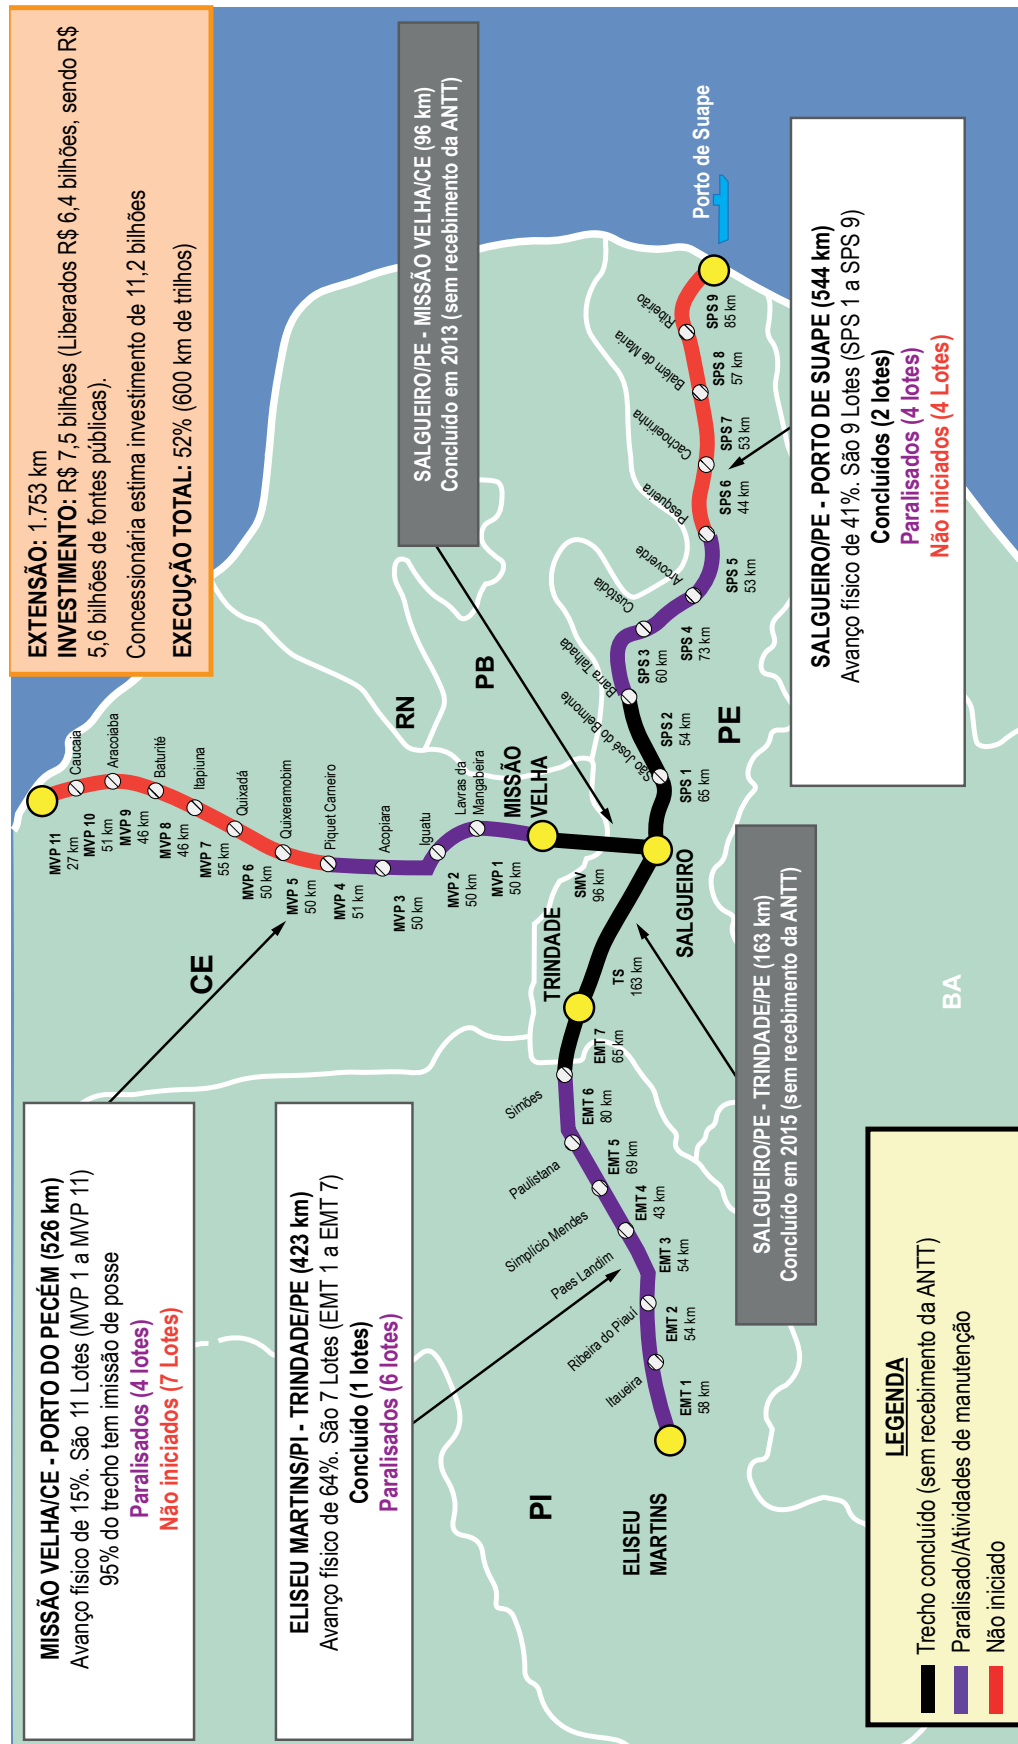 EXTENSÃO: 1.753 km
INVESTIMENTO: R$ 7,5 bilhões (Liberados R$ 6,4 bilhões, sendo R$
5,6 bilhões de fontes públicas).
Concessionária estima investimento de 11,2 bilhões
EXECUÇÃO TOTAL: 52% (600 km de trilhos)
MISSÃO VELHA/CE - PORTO DO PECÉM (526 km)
Avanço físico de 15%. São 11 Lotes (MVP 1 a MVP 11)
95% do trecho tem imissão de posse
Paralisados (4 lotes)
Não iniciados (7 Lotes)
ELISEU MARTINS/PI - TRINDADE/PE (423 km)
Avanço físico de 64%. São 7 Lotes (EMT 1 a EMT 7)
Concluído (1 lotes)
Paralisados (6 lotes)
SALGUEIRO/PE - MISSÃO VELHA/CE (96 km)
Concluído em 2013 (sem recebimento da ANTT)
SALGUEIRO/PE - TRINDADE/PE (163 km)
Concluído em 2015 (sem recebimento da ANTT)
SALGUEIRO/PE - PORTO DE SUAPE (544 km)
Avanço físico de 41%. São 9 Lotes (SPS 1 a SPS 9)
Concluídos (2 lotes)
Paralisados (4 lotes)
Não iniciados (4 Lotes)
CE
RN
PB
PE
PI
BA
Porto de Suape
MVP 11
27 km
Caucaia
MVP 10
51 km
Aracoiaba
MVP 9
46 km
Baturité
MVP 8
46 km
Itapiuna
MVP 7
55 km
Quixadá
MVP 6
50 km
Quixeramobim
MVP 5
50 km
Piquet Carneiro
MVP 4
51 km
Acopiara
MVP 3
50 km
Iguatu
MVP 2
50 km
Lavras da
Mangabeira
MVP 1
50 km
MISSÃO
VELHA
SMV
96 km
SALGUEIRO
TS
163 km
TRINDADE
EMT 7
65 km
Simões
EMT 6
80 km
Paulistana
EMT 5
69 km
Simplício Mendes
EMT 4
43 km
Paes Landim
EMT 3
54 km
Ribeira do Piauí
EMT 2
54 km
Itaueira
EMT 1
58 km
ELISEU
MARTINS
SPS 1
65 km
São José do Belmonte
SPS 2
54 km
Barra Talhada
SPS 3
60 km
Custódia
SPS 4
73 km
Arcoverde
SPS 5
53 km
Pesqueira
SPS 6
44 km
Cachoeirinha
SPS 7
53 km
Balém de Maria
SPS 8
57 km
Ribeirão
SPS 9
85 km
LEGENDA
Trecho concluído (sem recebimento da ANTT)
Paralisado/Atividades de manutenção
Não iniciado